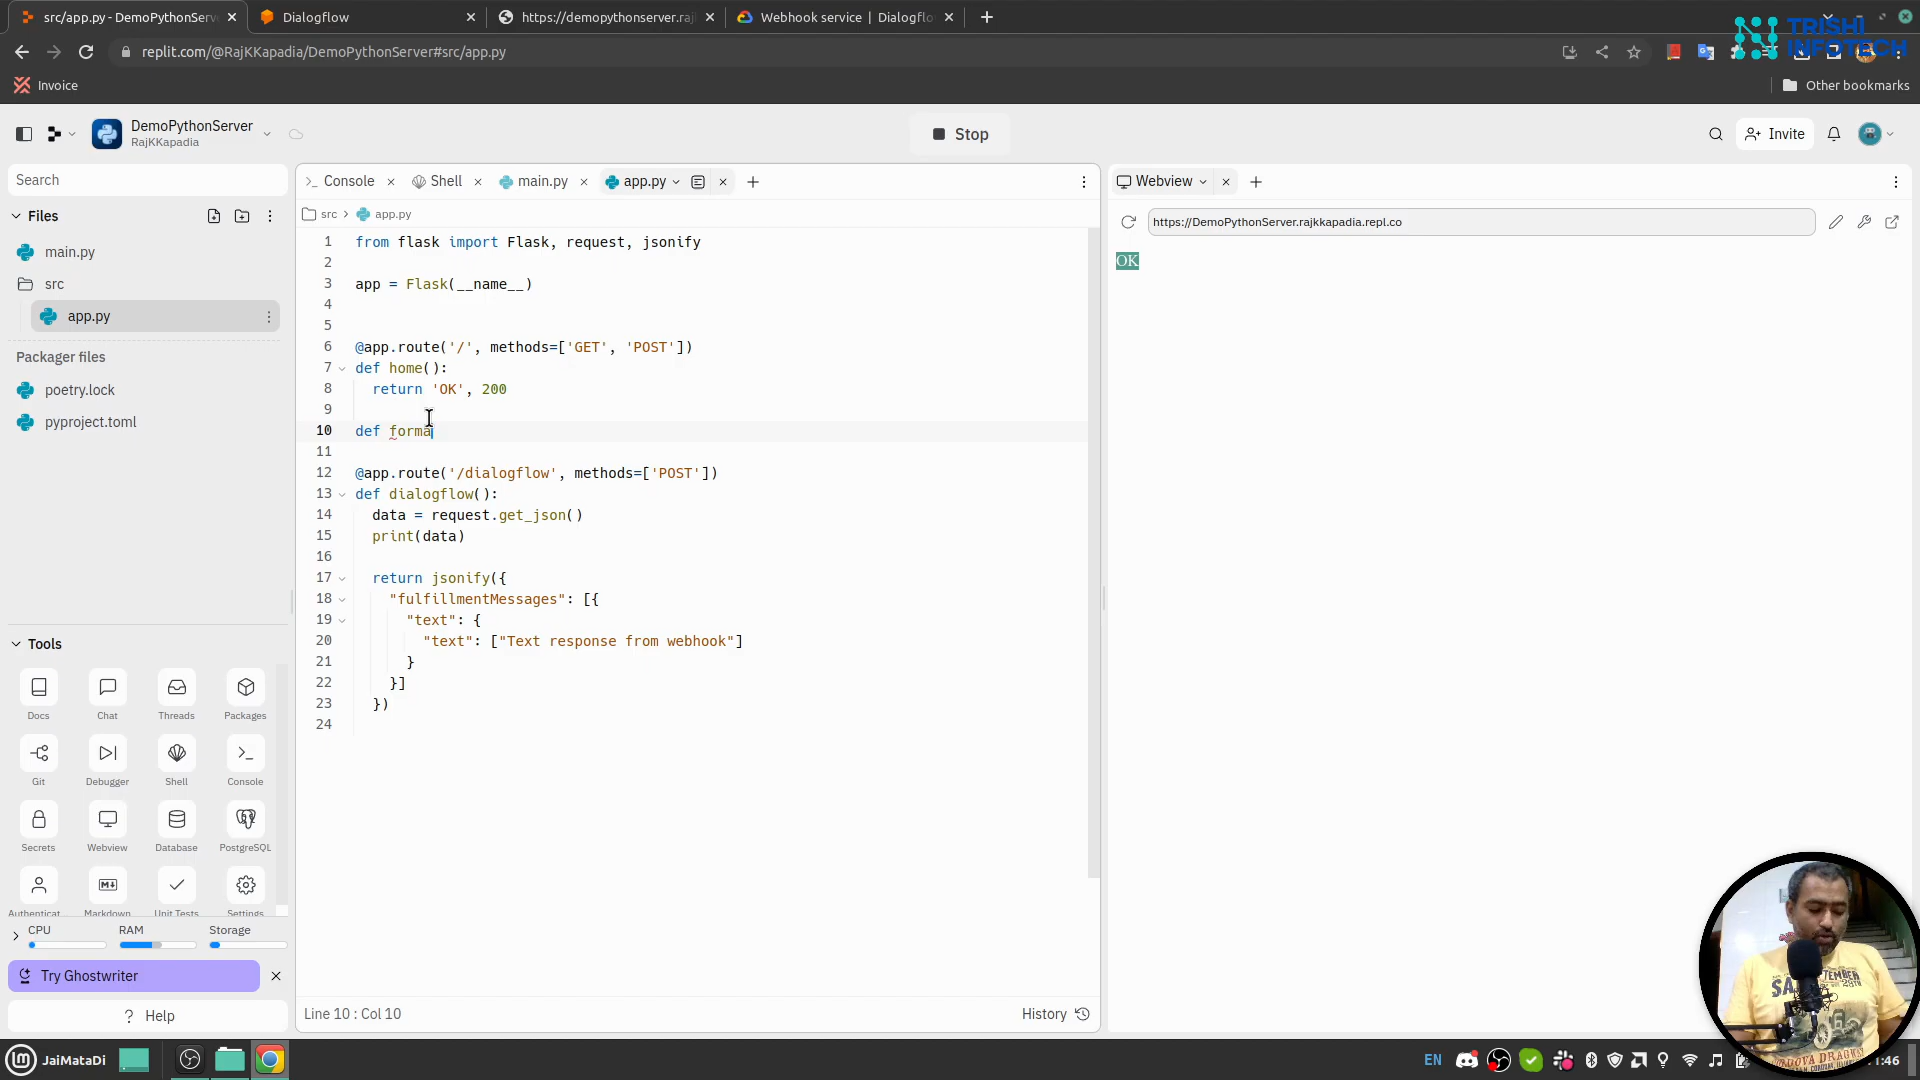 src/app.py - DemoPythonServ
Dialogflow
https://demopythonserver.raj
Webhook service | Dialogflo
TRISHI
INFOTECH
replit.com/@RajKKapadia/DemoPythonServer#src/app.py
Invoice
Other bookmarks
DemoPythonServer
RajKKapadia
Stop
Invite
Search
Console
Shell
main.py
app.py
Webview
Files
src > app.py
https://DemoPythonServer.rajkkapadia.repl.co
main.py
src
app.py
Packager files
poetry.lock
pyproject.toml
OK
1 from flask import Flask, request, jsonify
2
3 app = Flask(__name__)
4
5
6 @app.route('/', methods=['GET', 'POST'])
7 def home():
8 return 'OK', 200
9
10 def forma
11
12 @app.route('/dialogflow', methods=['POST'])
13 def dialogflow():
14 data = request.get_json()
15 print(data)
16
17 return jsonify({
18 "fulfillmentMessages": [{
19 "text": {
20 "text": ["Text response from webhook"]
21 }
22 }]
23 })
24
Tools
Docs Chat Threads Packages
Git Debugger Shell Console
Secrets Webview Database PostgreSQL
Authenticat... Markdown Unit Tests Settings
CPU RAM Storage
Try Ghostwriter
? Help
Line 10 : Col 10
History
JaiMataDi
EN
:46